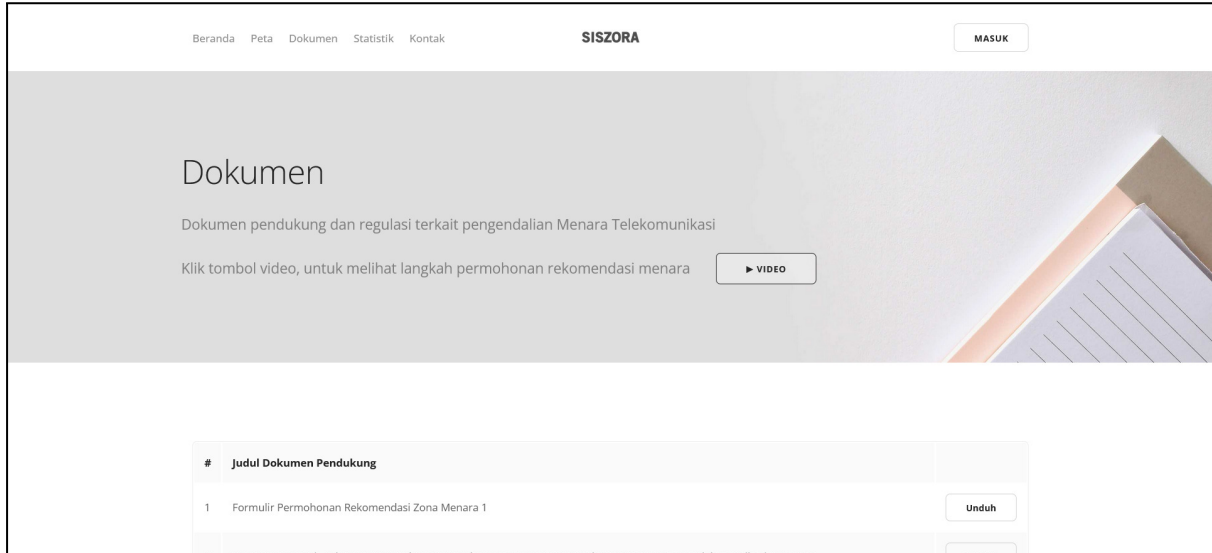 Beranda Peta Dokumen Statistik Kontak SISZORA MASUK
Dokumen
Dokumen pendukung dan regulasi terkait pengendalian Menara Telekomunikasi
Klik tombol video, untuk melihat langkah permohonan rekomendasi menara ▶ VIDEO
# Judul Dokumen Pendukung
1 Formulir Permohonan Rekomendasi Zona Menara 1 Unduh